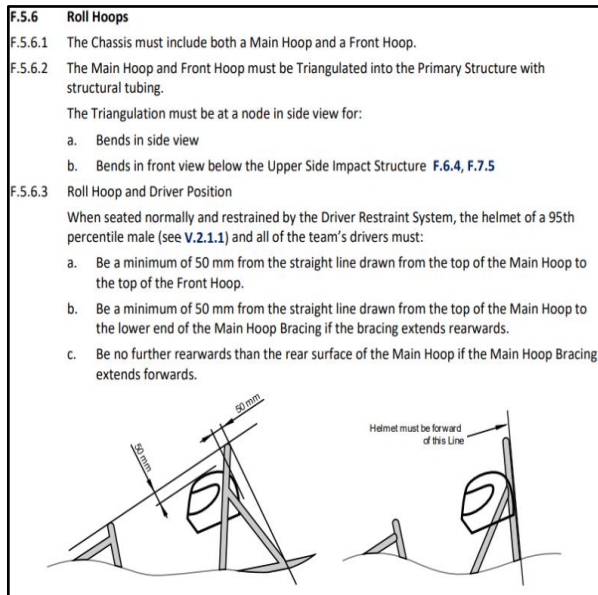 F.5.6 Roll Hoops
F.5.6.1 The Chassis must include both a Main Hoop and a Front Hoop.
F.5.6.2 The Main Hoop and Front Hoop must be Triangulated into the Primary Structure with
structural tubing.
The Triangulation must be at a node in side view for:
a. Bends in side view
b. Bends in front view below the Upper Side Impact Structure F.6.4, F.7.5
F.5.6.3 Roll Hoop and Driver Position
When seated normally and restrained by the Driver Restraint System, the helmet of a 95th
percentile male (see V.2.1.1) and all of the team's drivers must:
a. Be a minimum of 50 mm from the straight line drawn from the top of the Main Hoop to
the top of the Front Hoop.
b. Be a minimum of 50 mm from the straight line drawn from the top of the Main Hoop to
the lower end of the Main Hoop Bracing if the bracing extends rearwards.
c. Be no further rearwards than the rear surface of the Main Hoop if the Main Hoop Bracing
extends forwards.
50 mm
50 mm
Helmet must be forward
of this Line